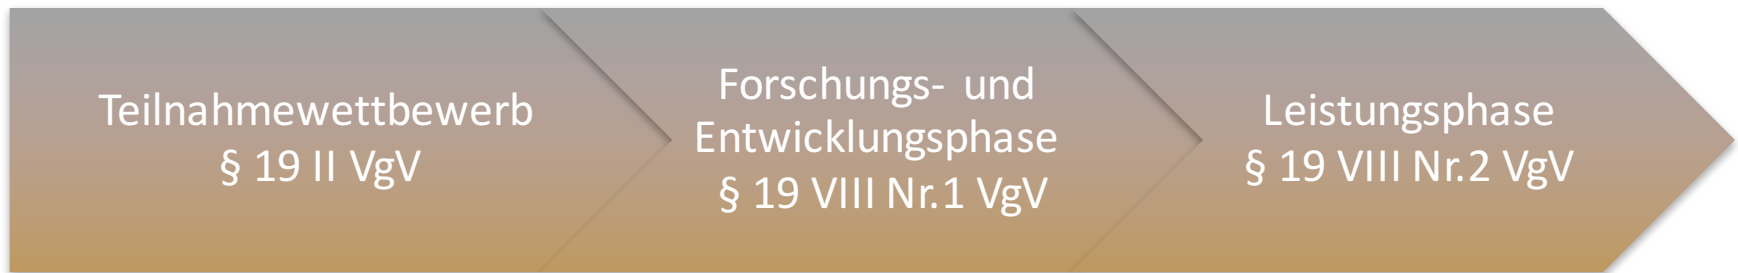 Teilnahmewettbewerb
§ 19 II VgV
Forschungs- und
Entwicklungsphase
§ 19 VIII Nr.1 VgV
Leistungsphase
§ 19 VIII Nr.2 VgV